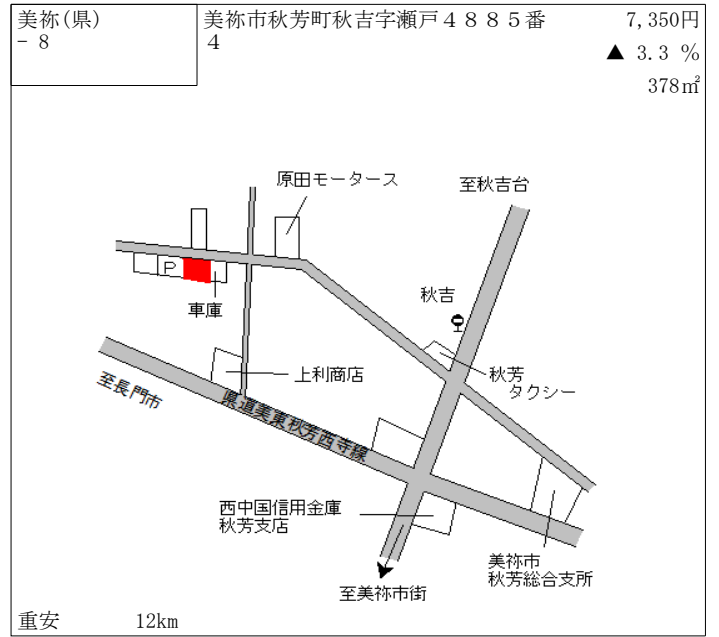 美祢(県)
- 8
美祢市秋芳町秋吉字瀬戸４８８５番
4
7,350円
▲ 3.3 %
378㎡
原田モータース
至秋吉台
P
車庫
秋吉
上利商店
秋芳
タクシー
至長門市
県道美東秋芳西寺線
西中国信用金庫
秋芳支店
美祢市
秋芳総合支所
至美祢市街
重安 12km